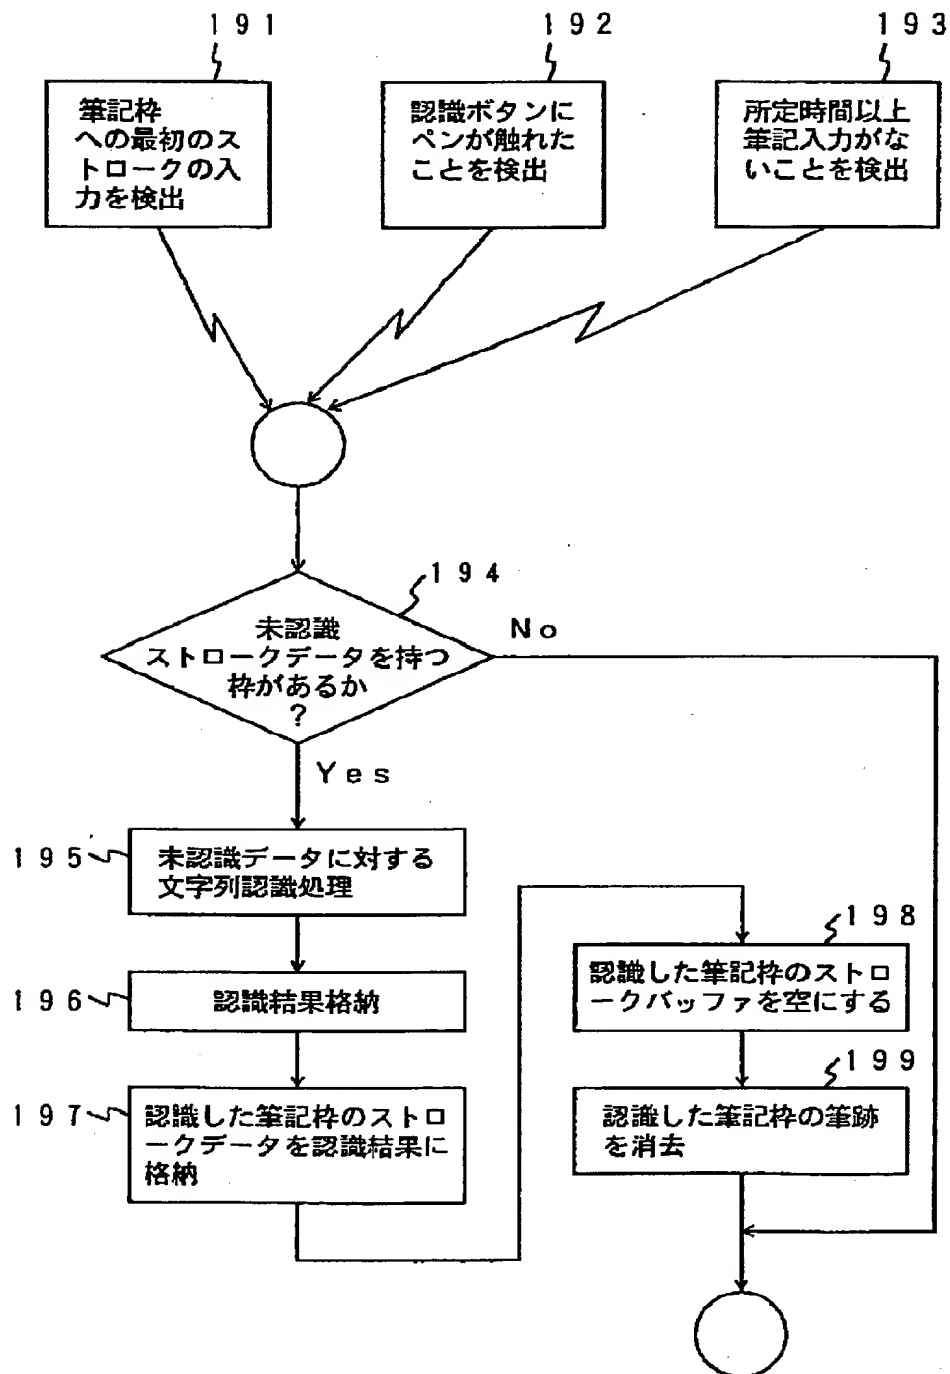 191
192
193
筆記枠
への最初のス
トロークの入
力を検出
認識ボタンに
ペンが触れた
ことを検出
所定時間以上
筆記入力がな
いことを検出
194
未認識
ストロークデータを持つ
枠があるか
?
No
Yes
195
未認識データに対する
文字列認識処理
196
認識結果格納
197
認識した筆記枠のストロ
ークデータを認識結果に
格納
198
認識した筆記枠のストロ
ークバッファを空にする
199
認識した筆記枠の筆跡
を消去